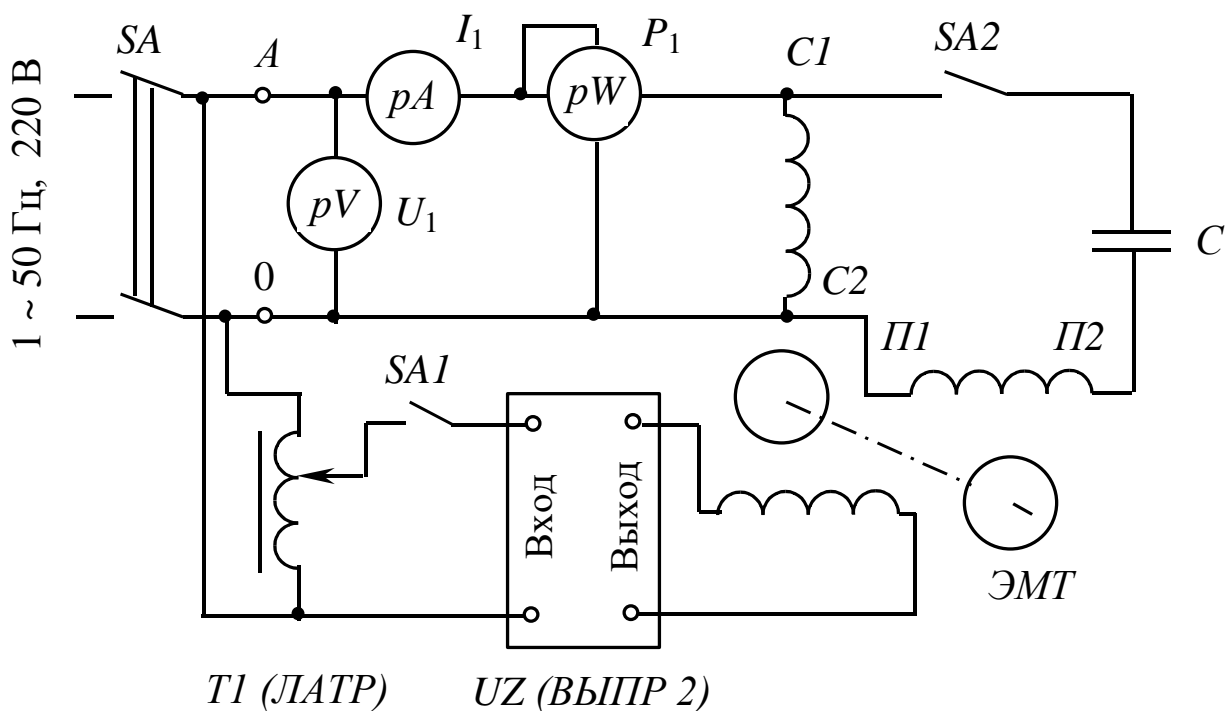 1 ~ 50 Гц, 220 В
SA
A
I1
P1
C1
SA2
pA
pW
pV
U1
C
0
C2
П1
П2
SA1
Вход
Выход
ЭМТ
T1 (ЛАТР)
UZ (ВЫПР 2)